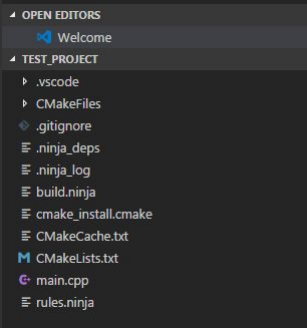 OPEN EDITORS
Welcome
TEST_PROJECT
.vscode
CMakeFiles
.gitignore
.ninja_deps
.ninja_log
build.ninja
cmake_install.cmake
CMakeCache.txt
CMakeLists.txt
main.cpp
rules.ninja